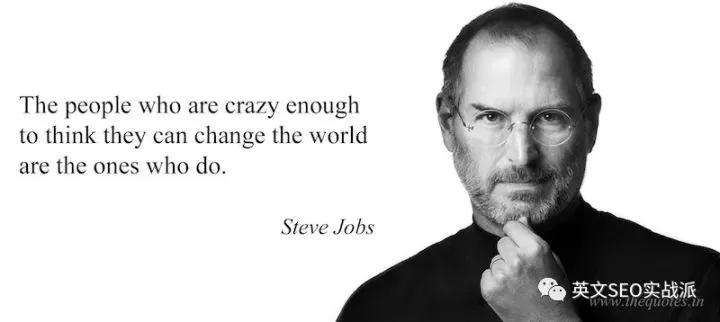 The people who are crazy enough
to think they can change the world
are the ones who do.
Steve Jobs
英文SEO实战派
www.thequotes.in